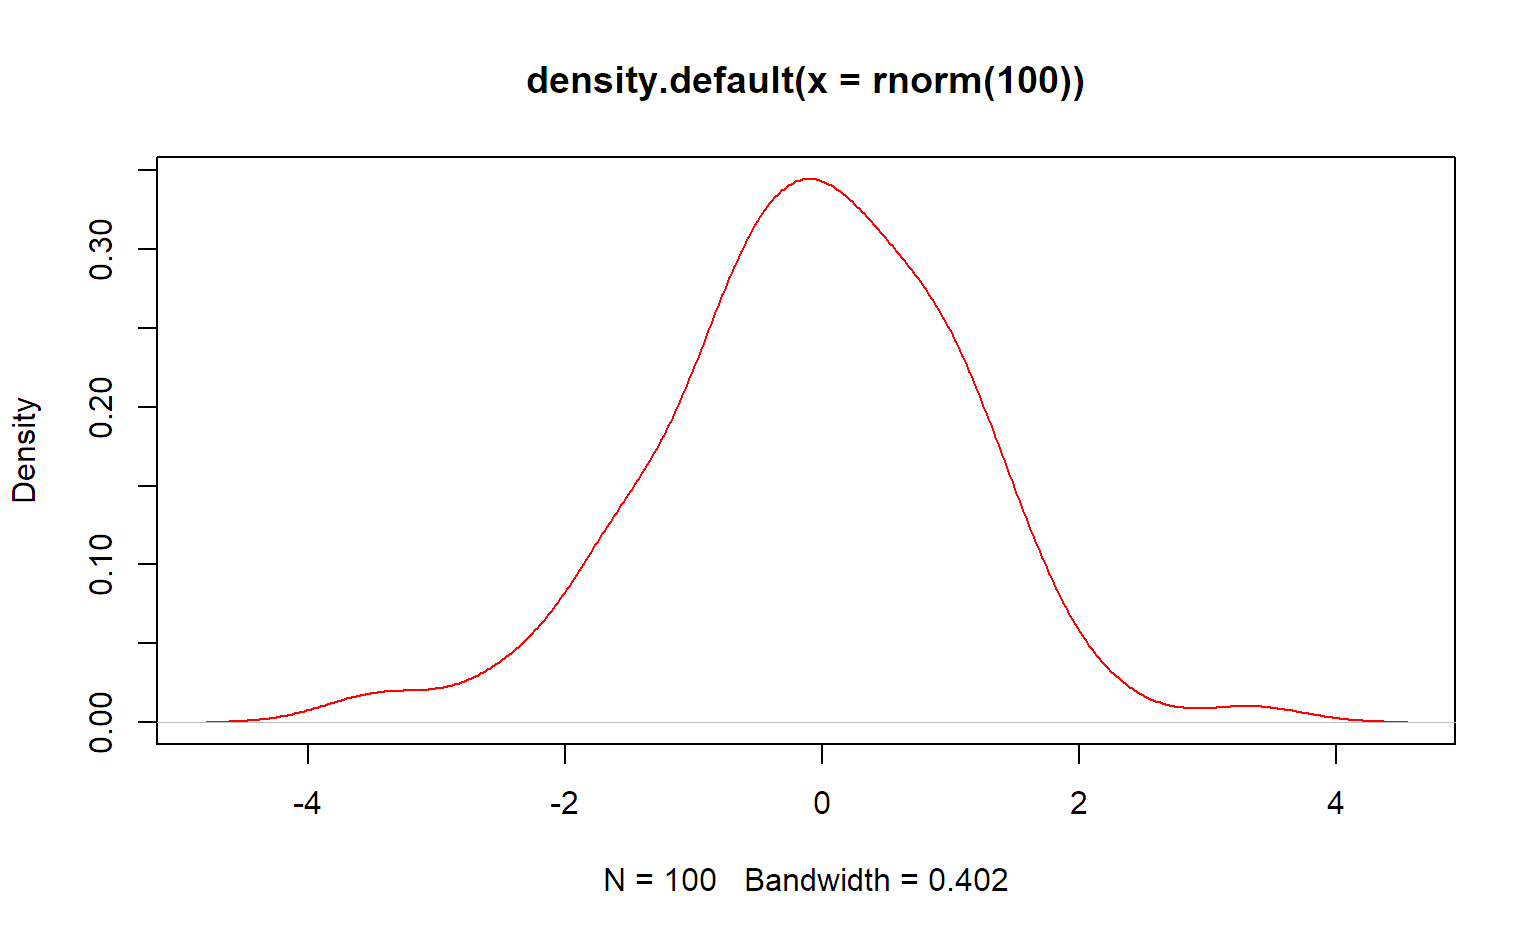 density.default(x = rnorm(100))
Density
0.30
0.20
0.10
0.00
-4 -2 0 2 4
N = 100 Bandwidth = 0.402